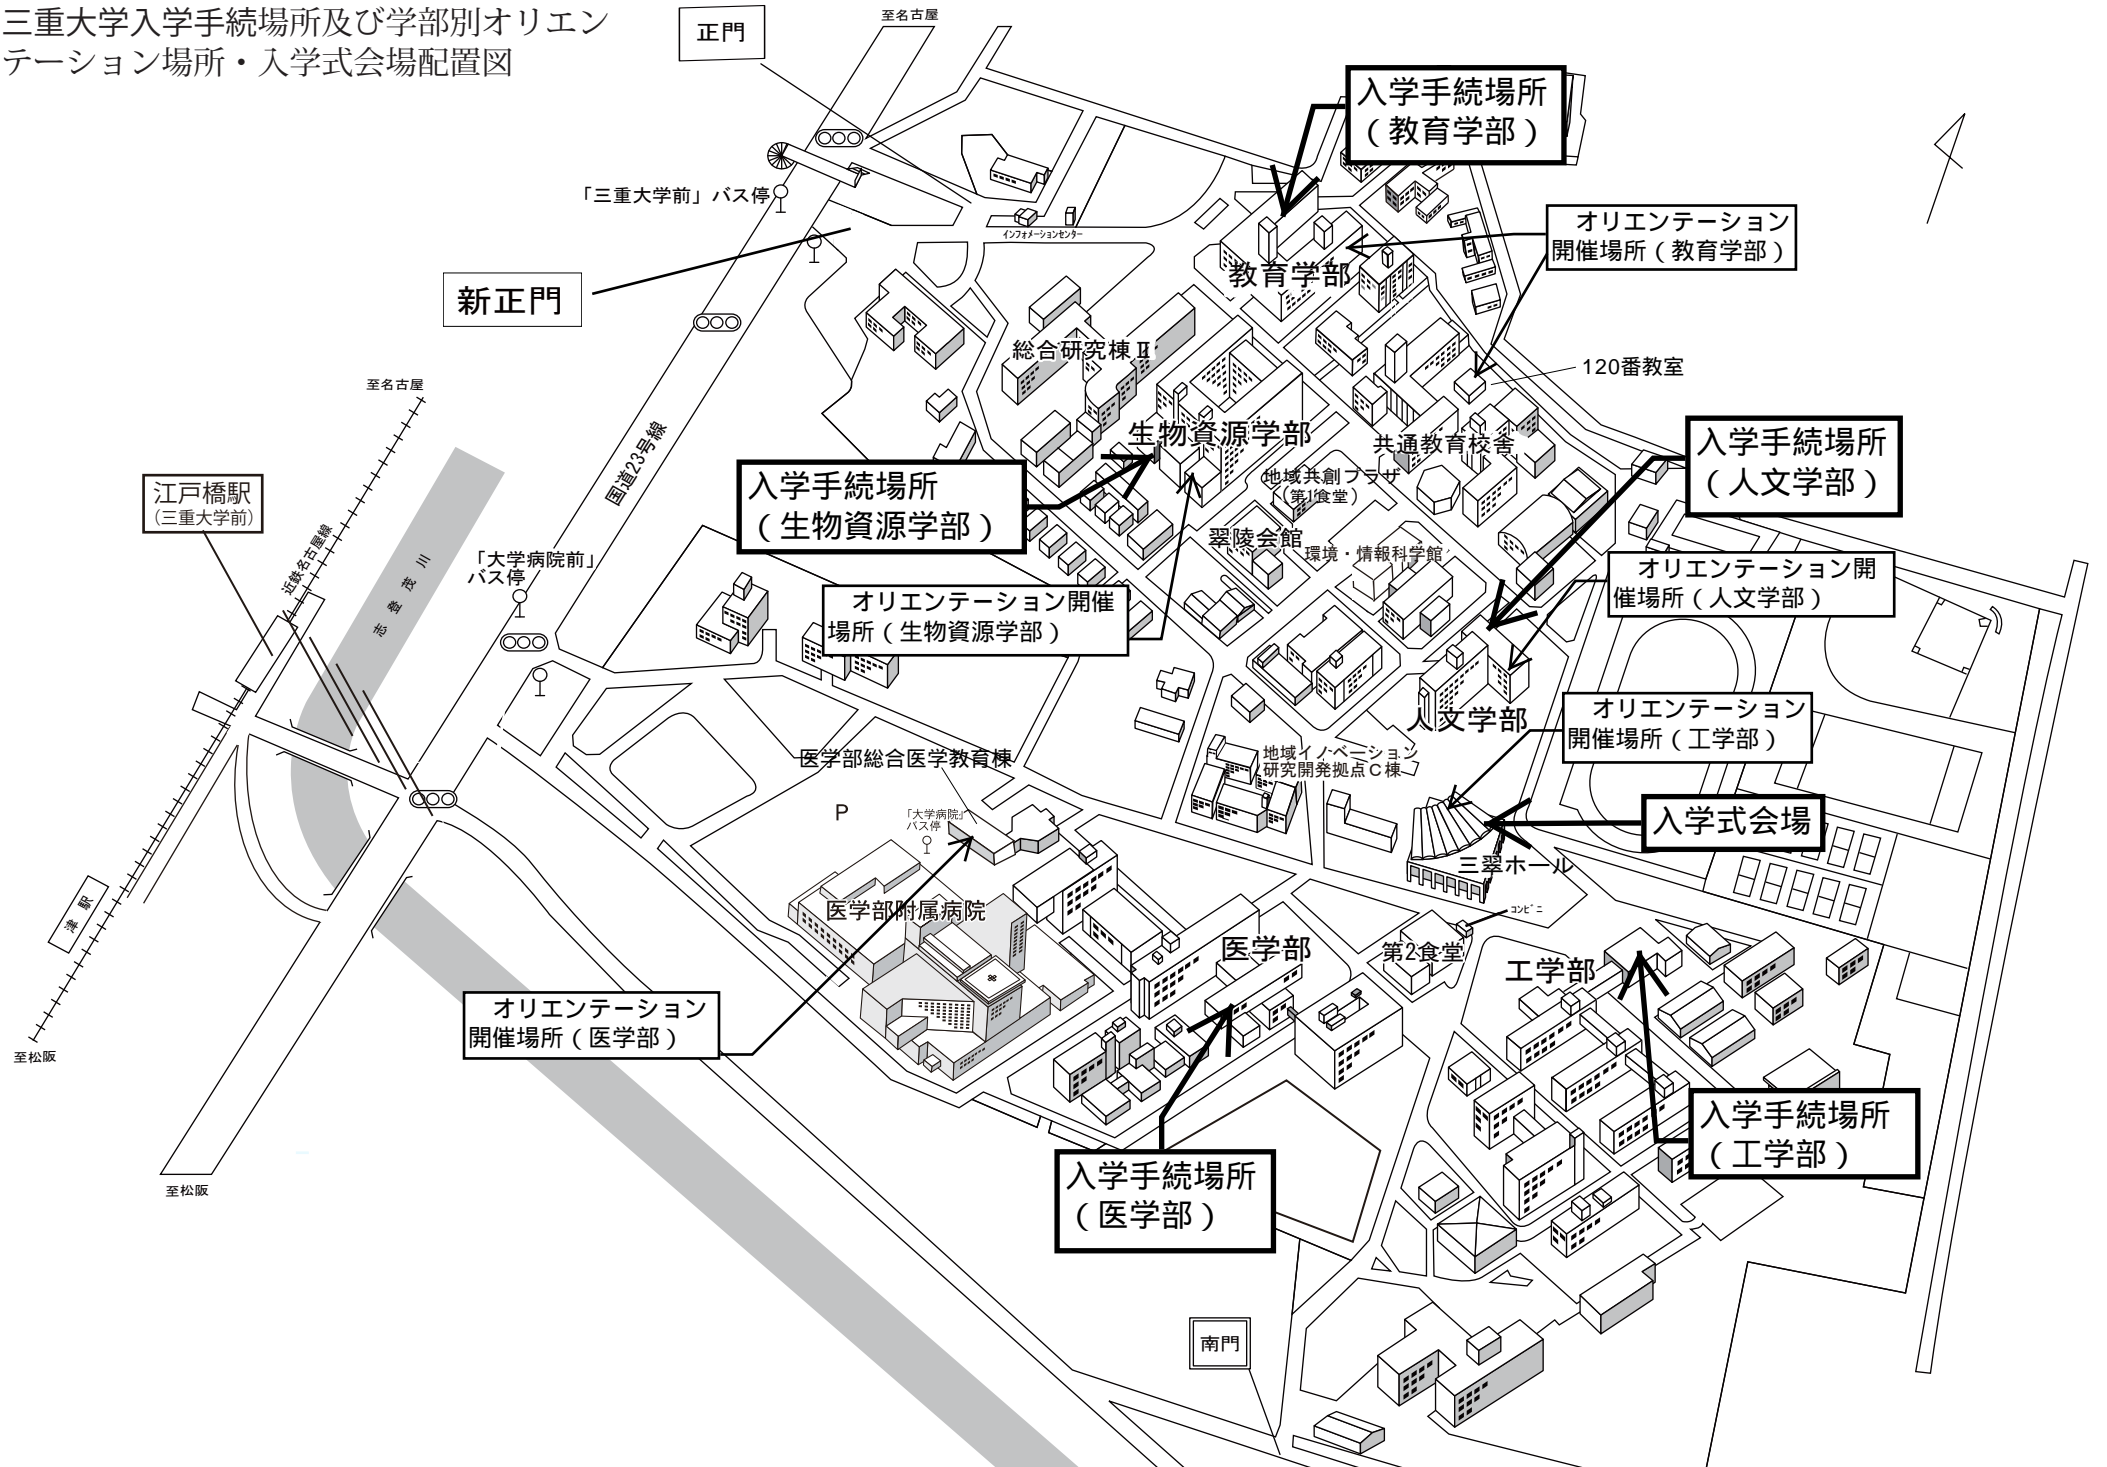 三重大学入学手続場所及び学部別オリエン
テーション場所・入学式会場配置図
正門
至名古屋
入学手続場所
（教育学部）
「三重大学前」バス停
インフォメーションセンター
オリエンテーション
開催場所（教育学部）
教育学部
新正門
総合研究棟Ⅱ
120番教室
至名古屋
国道23号線
生物資源学部
共通教育校舎
入学手続場所
（人文学部）
入学手続場所
（生物資源学部）
地域共創プラザ
（第1食堂）
江戸橋駅
（三重大学前）
近鉄名古屋線
志登茂川
「大学病院前」
バス停
翠陵会館
環境・情報科学館
オリエンテーション開
催場所（人文学部）
オリエンテーション開催
場所（生物資源学部）
人文学部
オリエンテーション
開催場所（工学部）
医学部総合医学教育棟
地域イノベーション
研究開発拠点C棟
P
「大学病院」
バス停
入学式会場
三翠ホール
津駅
医学部附属病院
コンビニ
医学部
第2食堂
工学部
オリエンテーション
開催場所（医学部）
至松阪
入学手続場所
（工学部）
入学手続場所
（医学部）
至松阪
南門